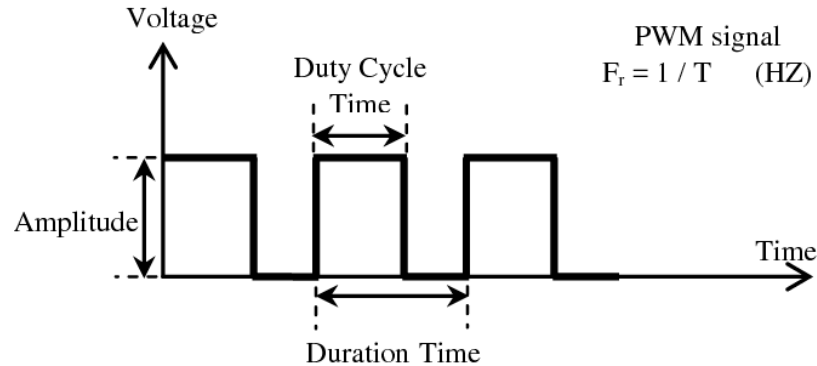 Voltage
PWM signal
Fr = 1 / T (HZ)
Duty Cycle
Time
Amplitude
Time
Duration Time